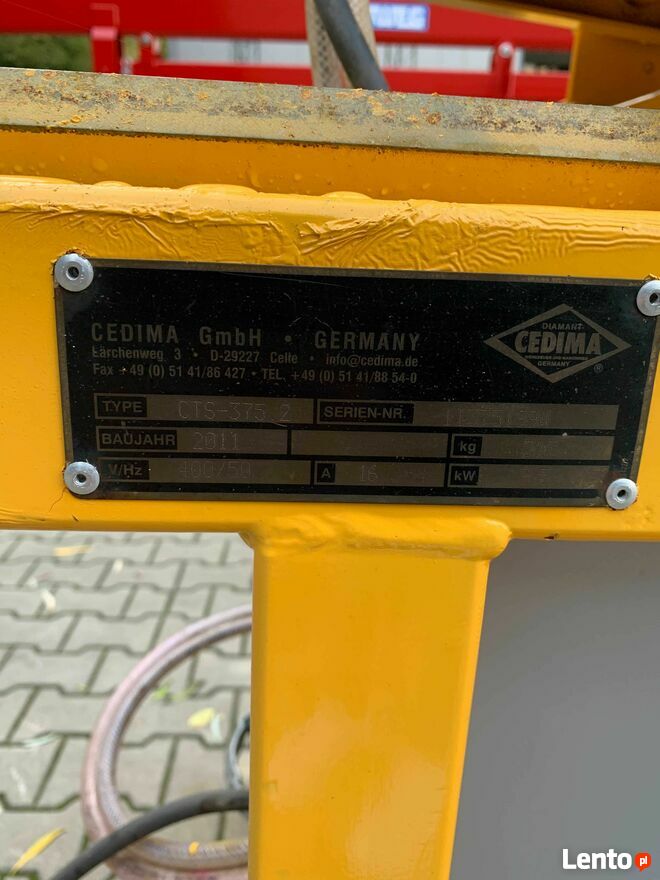 CEDIMA GmbH • GERMANY
Lärchenweg 3 • D-29227 Celle • info@cedima.de
Fax +49 (0) 51 41/86 427 • TEL. +49 (0) 51 41/88 54-0
DIAMANT-
CEDIMA
GERMANY
®
TYPE CTS-375.2 SERIEN-NR.
BAUJAHR 2011 kg
V/Hz 400/50 A 16 kW
Lento.pl